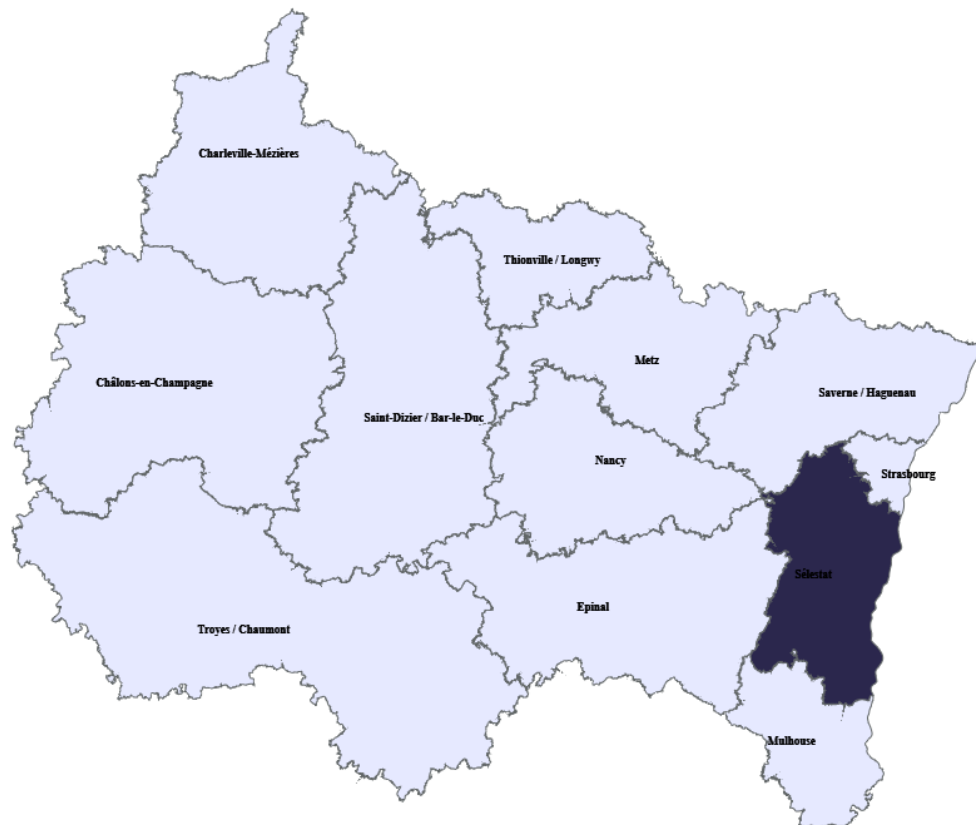 Charleville-Mézières
Thionville / Longwy
Metz
Châlons-en-Champagne
Saverne / Haguenau
Saint-Dizier / Bar-le-Duc
Nancy
Strasbourg
Sélestat
Epinal
Troyes / Chaumont
Mulhouse